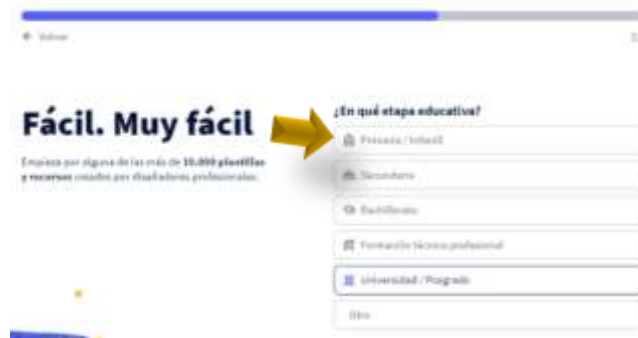 Volver
Fácil. Muy fácil
Empieza por alguna de las más de 10.000 plantillas
y recursos creados por diseñadores profesionales.
¿En qué etapa educativa?
Primaria / Infantil
Secundaria
Bachillerato
Formación técnica profesional
Universidad / Posgrado
Otro